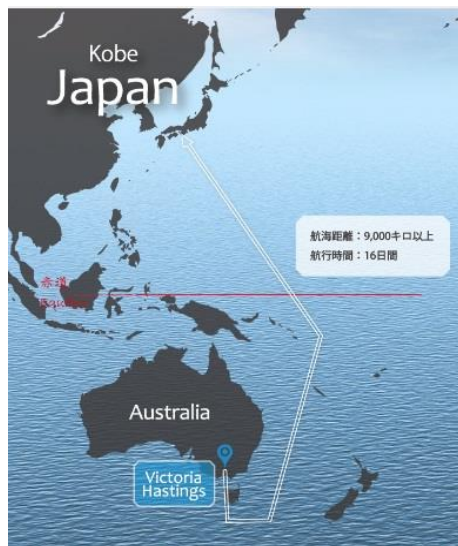 Kobe
Japan
航海距離：9,000キロ以上
航行時間：16日間
赤道
Equator
Australia
Victoria
Hastings